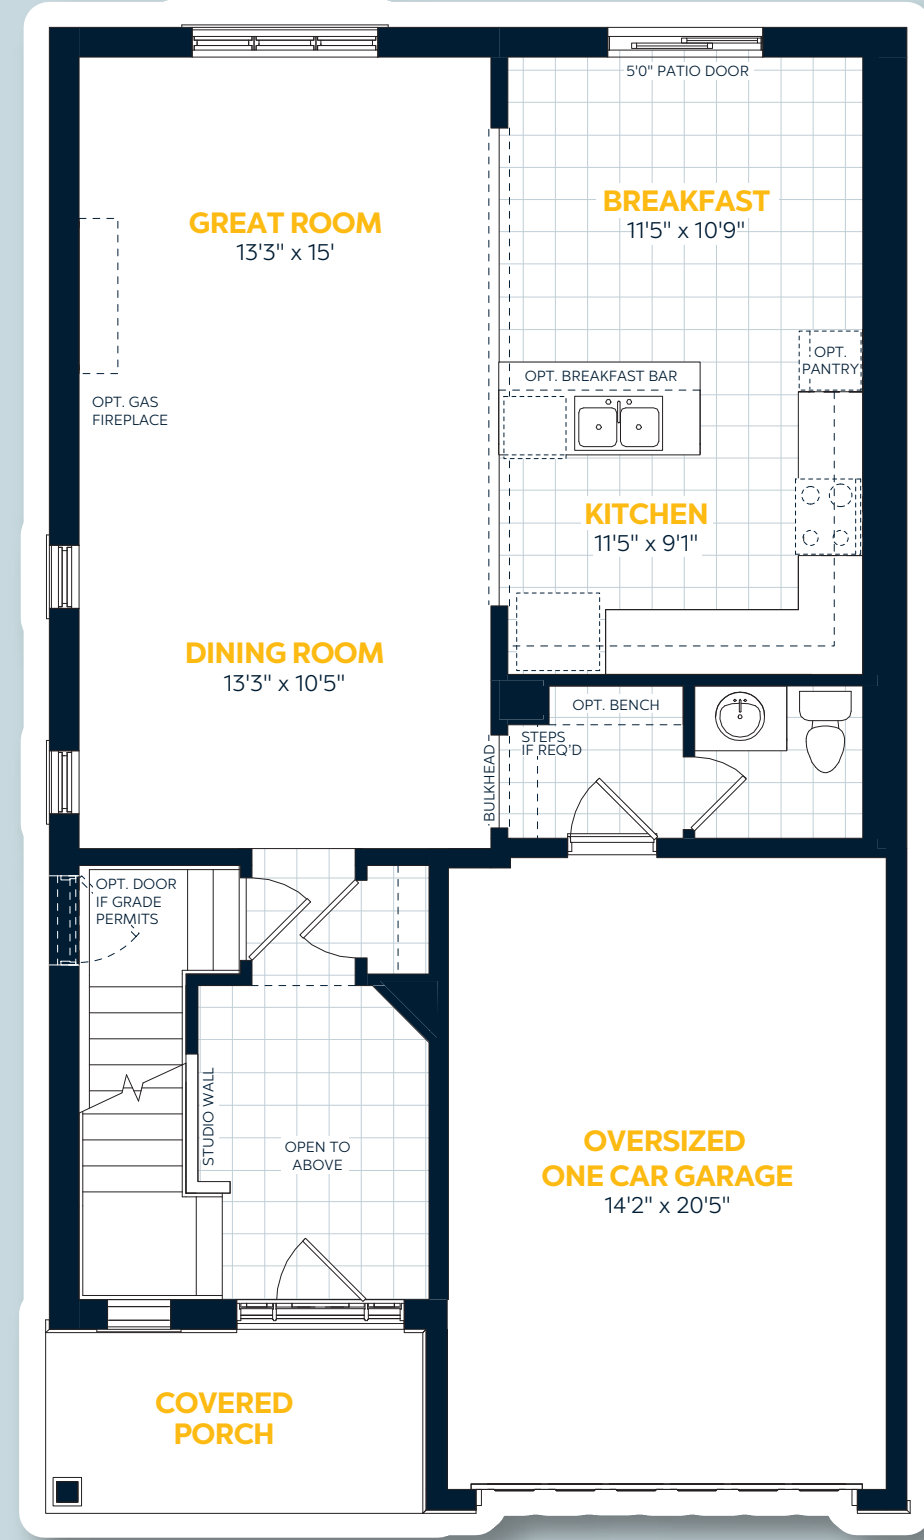 5'0" PATIO DOOR
GREAT ROOM
13'3" x 15'
BREAKFAST
11'5" x 10'9"
OPT.
PANTRY
OPT. BREAKFAST BAR
OPT. GAS
FIREPLACE
KITCHEN
11'5" x 9'1"
DINING ROOM
13'3" x 10'5"
OPT. BENCH
STEPS
IF REQ'D
BULKHEAD
OPT. DOOR
IF GRADE
PERMITS
STUDIO WALL
OPEN TO
ABOVE
OVERSIZED
ONE CAR GARAGE
14'2" x 20'5"
COVERED
PORCH